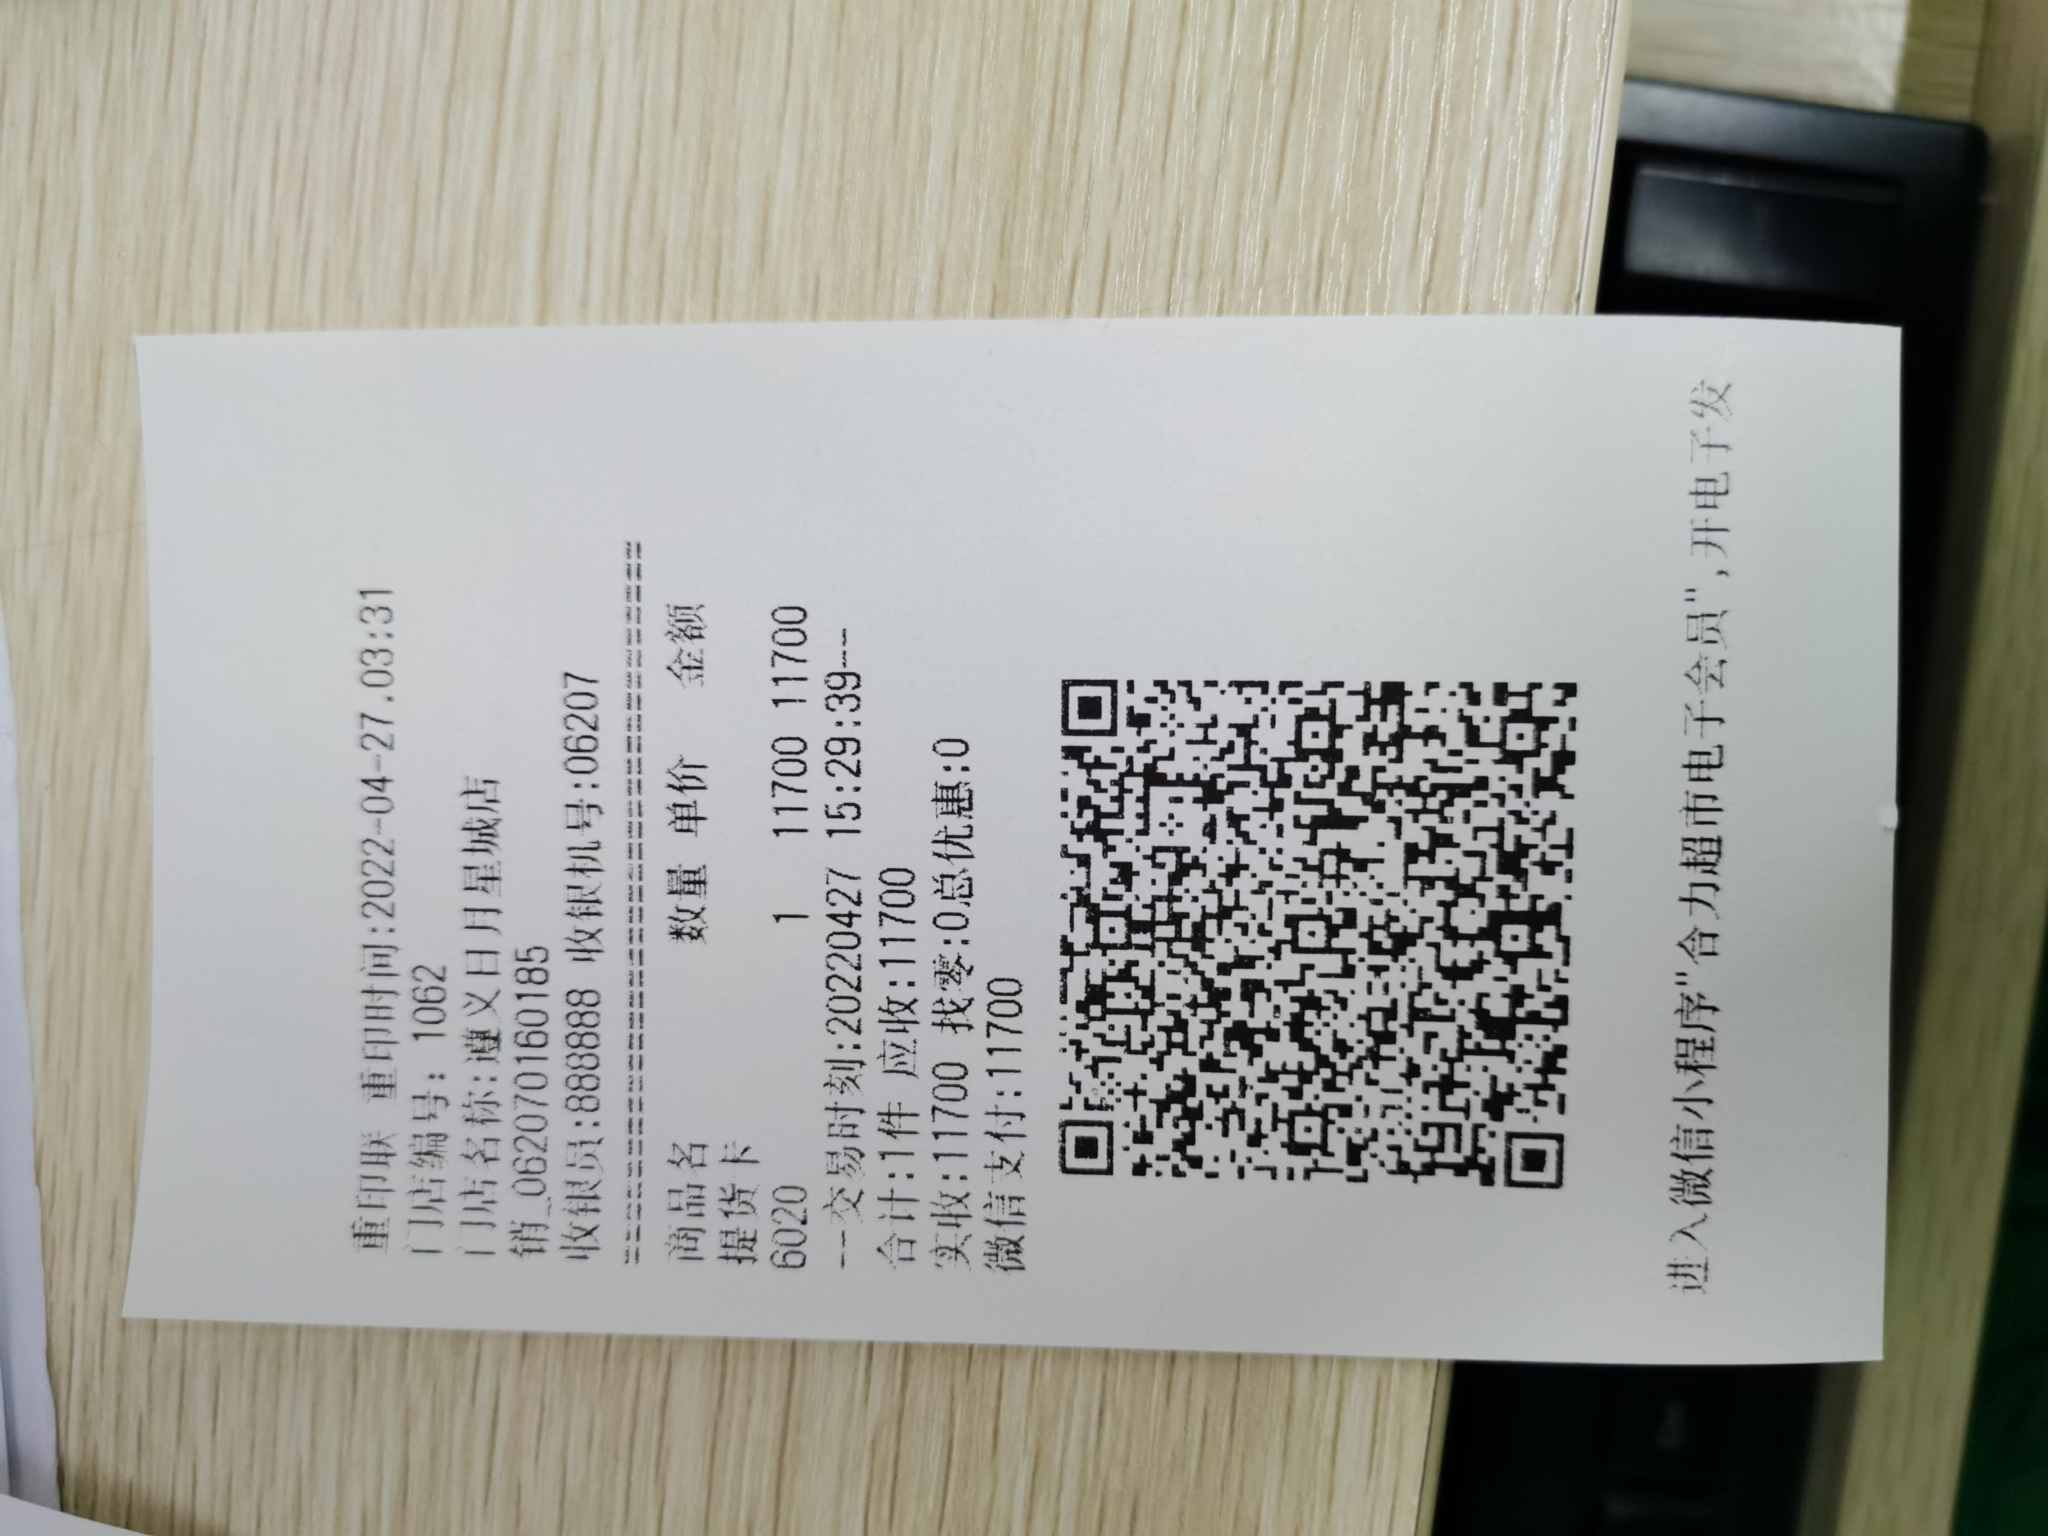 重印联 重印时间:2022-04-27.03:31
门店编号: 1062
门店名称:遵义日月星城店
销_0620701601​85
收银员:8888888 收银机号:06207
==========================================
商品名 数量 单价 金额
提货卡
6020 1 11700 11700
--交易时刻:20220427 15:29:39--
合计:1件 应收:11700
实收:11700 找零:0总优惠:0
微信支付:11700
进入微信小程序"合力超市电子会员",开电子发